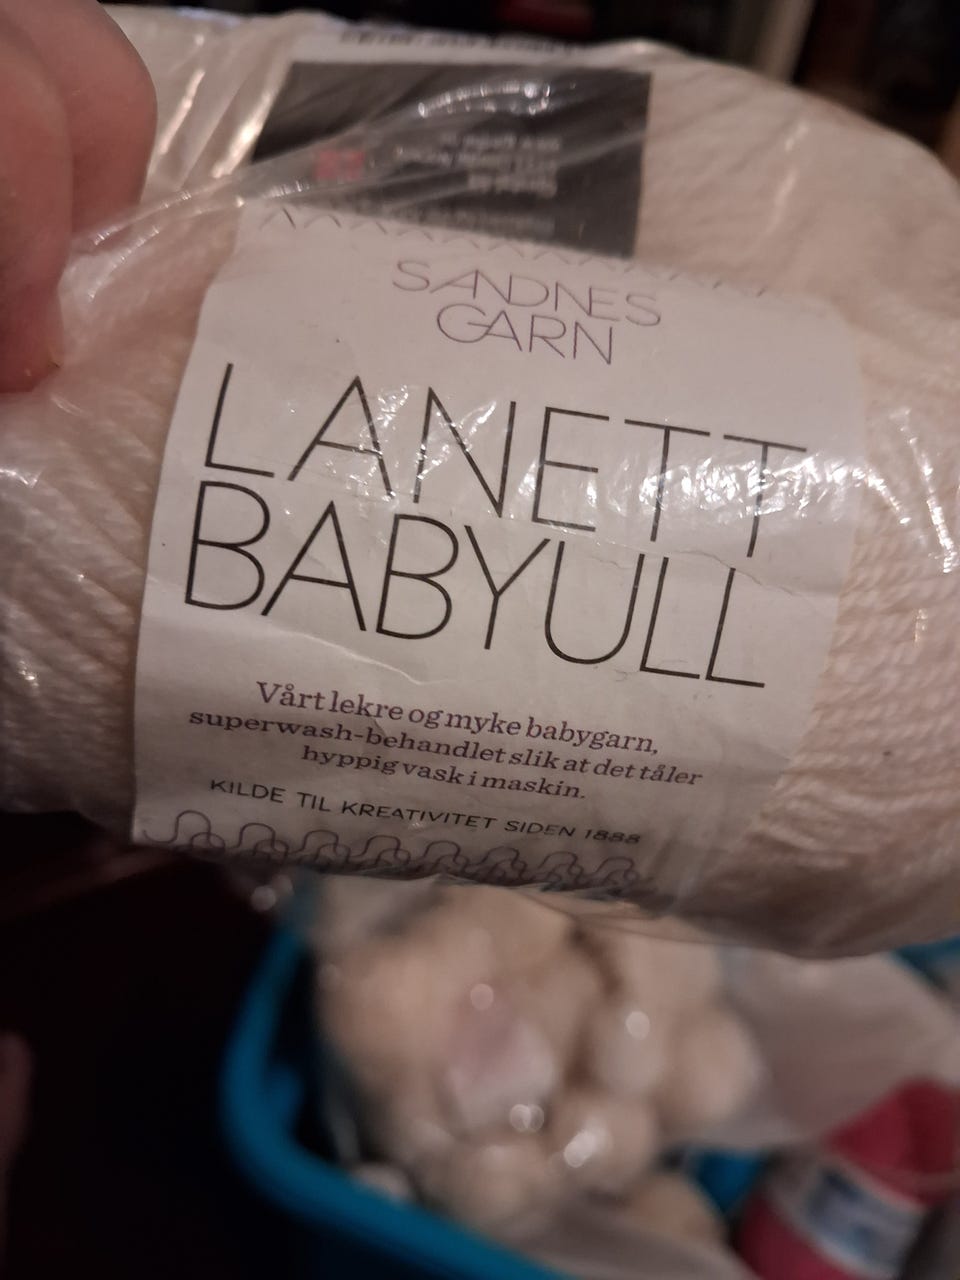 SANDNES
GARN
LANETT
BABYULL
Vårt lekre og myke babygarn,
superwash-behandlet slik at det tåler
hyppig vask i maskin.
KILDE TIL KREATIVITET SIDEN 1888